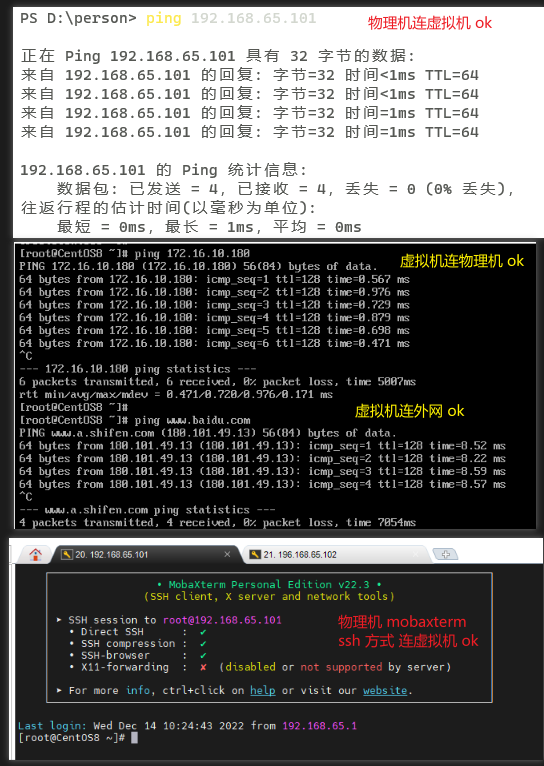 PS D:\person> ping 192.168.65.101
物理机连虚拟机 ok
正在 Ping 192.168.65.101 具有 32 字节的数据:
来自 192.168.65.101 的回复: 字节=32 时间<1ms TTL=64
来自 192.168.65.101 的回复: 字节=32 时间<1ms TTL=64
来自 192.168.65.101 的回复: 字节=32 时间=1ms TTL=64
来自 192.168.65.101 的回复: 字节=32 时间=1ms TTL=64
192.168.65.101 的 Ping 统计信息:
数据包: 已发送 = 4, 已接收 = 4, 丢失 = 0 (0% 丢失),
往返行程的估计时间(以毫秒为单位):
最短 = 0ms, 最长 = 1ms, 平均 = 0ms
[root@CentOS8 ~]# ping 172.16.10.180
虚拟机连物理机 ok
PING 172.16.10.180 (172.16.10.180) 56(84) bytes of data.
64 bytes from 172.16.10.180: icmp_seq=1 ttl=128 time=0.567 ms
64 bytes from 172.16.10.180: icmp_seq=2 ttl=128 time=0.976 ms
64 bytes from 172.16.10.180: icmp_seq=3 ttl=128 time=0.729 ms
64 bytes from 172.16.10.180: icmp_seq=4 ttl=128 time=0.879 ms
64 bytes from 172.16.10.180: icmp_seq=5 ttl=128 time=0.698 ms
64 bytes from 172.16.10.180: icmp_seq=6 ttl=128 time=0.471 ms
^C
--- 172.16.10.180 ping statistics ---
6 packets transmitted, 6 received, 0% packet loss, time 5007ms
rtt min/avg/max/mdev = 0.471/0.720/0.976/0.171 ms
[root@CentOS8 ~]#
虚拟机连外网 ok
[root@CentOS8 ~]# ping www.baidu.com
PING www.a.shifen.com (180.101.49.13) 56(84) bytes of data.
64 bytes from 180.101.49.13 (180.101.49.13): icmp_seq=1 ttl=128 time=8.52 ms
64 bytes from 180.101.49.13 (180.101.49.13): icmp_seq=2 ttl=128 time=8.22 ms
64 bytes from 180.101.49.13 (180.101.49.13): icmp_seq=3 ttl=128 time=8.59 ms
64 bytes from 180.101.49.13 (180.101.49.13): icmp_seq=4 ttl=128 time=8.57 ms
^C
--- www.a.shifen.com ping statistics ---
4 packets transmitted, 4 received, 0% packet loss, time 7054ms
20. 192.168.65.101
21. 196.168.65.102
• MobaXterm Personal Edition v22.3 •
(SSH client, X server and network tools)
➤ SSH session to root@192.168.65.101
• Direct SSH : ✔
• SSH compression : ✔
• SSH-browser : ✔
• X11-forwarding : ✘ (disabled or not supported by server)
物理机 mobaxterm
ssh 方式 连虚拟机 ok
➤ For more info, ctrl+click on help or visit our website.
Last login: Wed Dec 14 10:24:43 2022 from 192.168.65.1
[root@CentOS8 ~]#